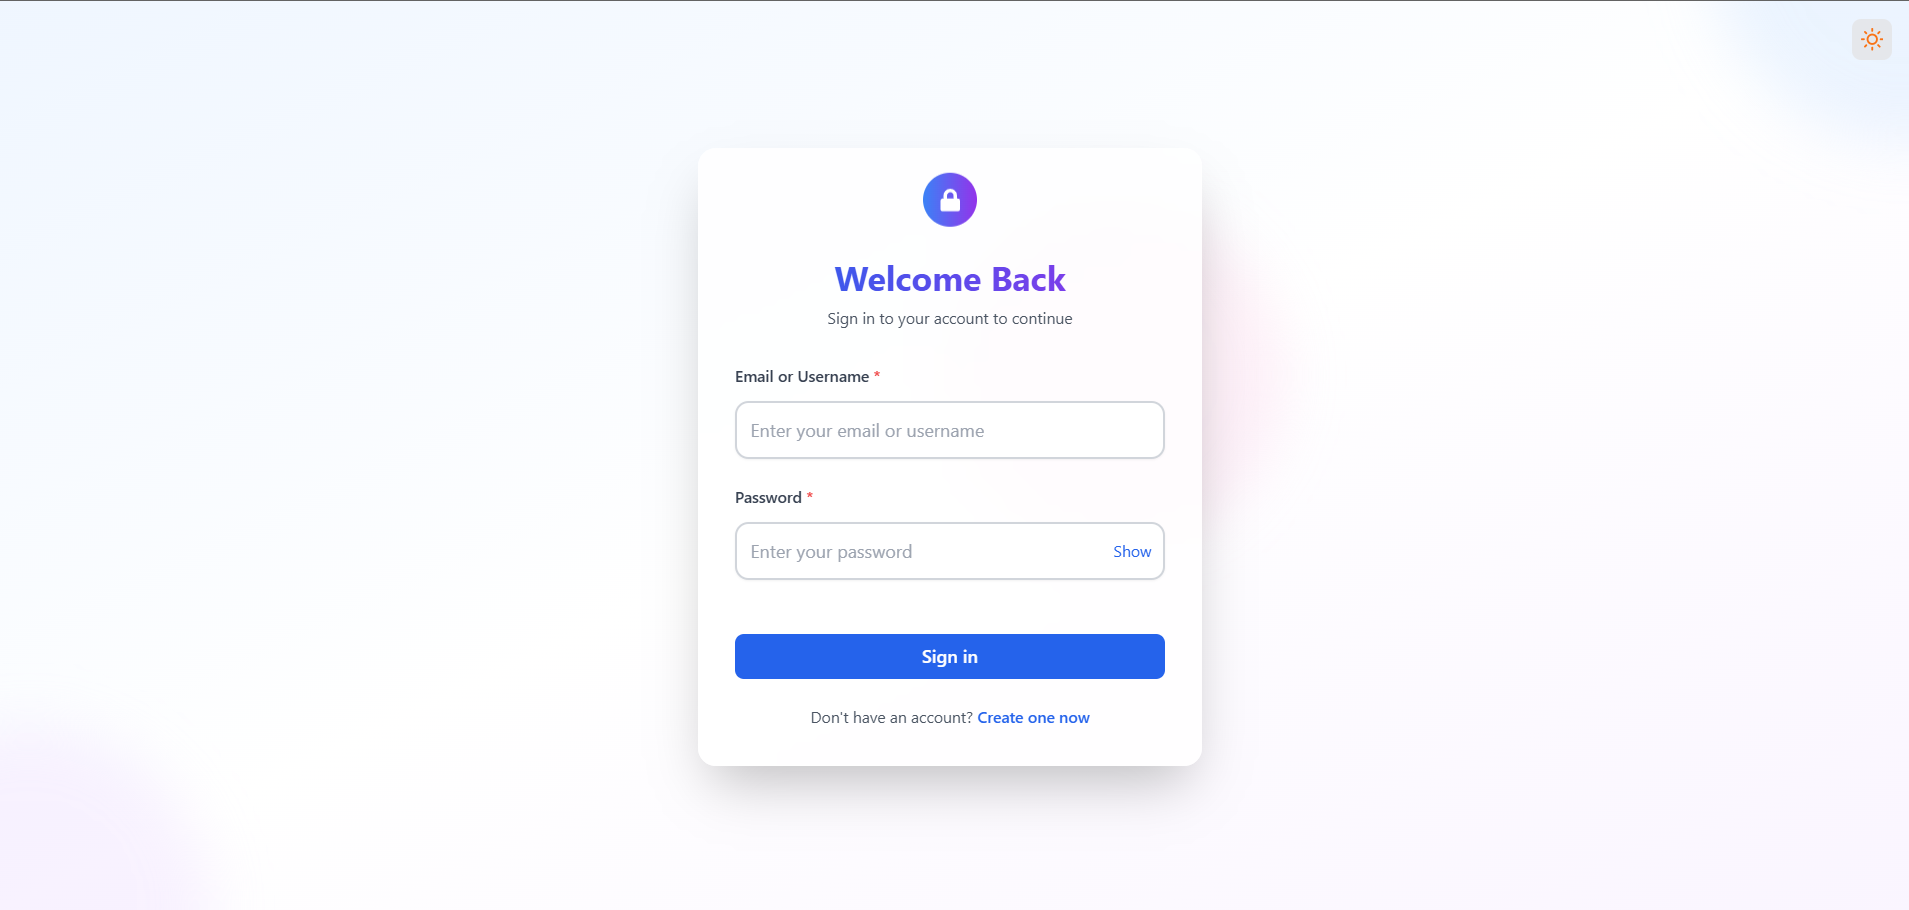 Welcome Back
Sign in to your account to continue
Email or Username *
Enter your email or username
Password *
Enter your password Show
Sign in
Don't have an account? Create one now